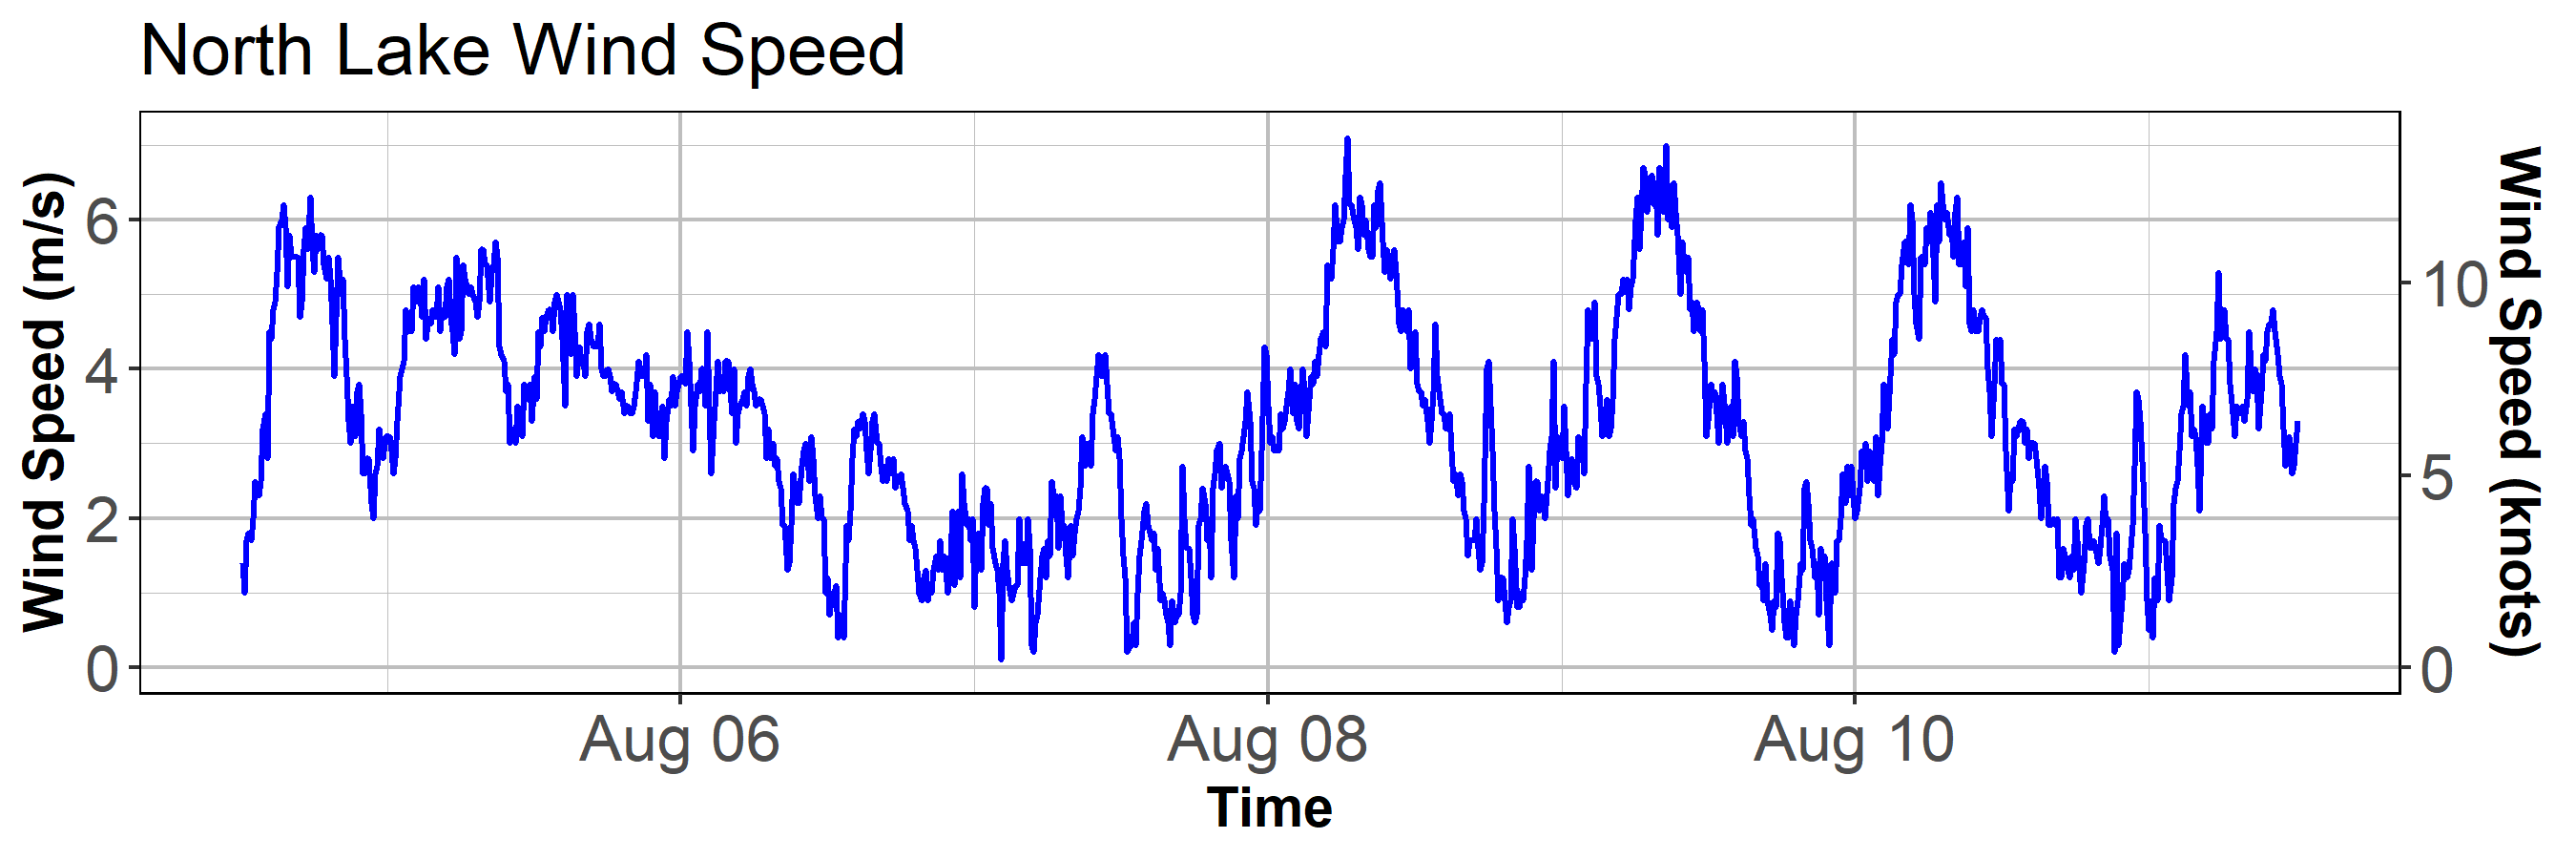 North Lake Wind Speed
Wind Speed (m/s)
6
4
2
0
10
5
0
Wind Speed (knots)
Aug 06
Aug 08
Aug 10
Time